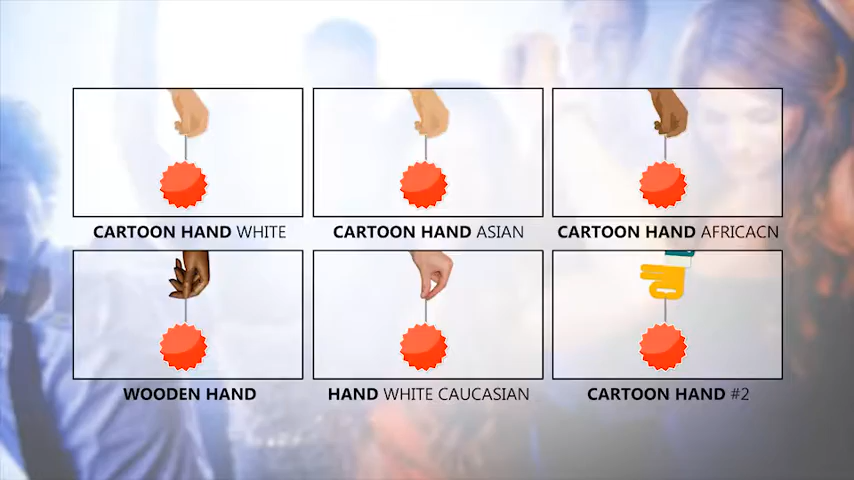 CARTOON HAND WHITE
CARTOON HAND ASIAN
CARTOON HAND AFRICACN
WOODEN HAND
HAND WHITE CAUCASIAN
CARTOON HAND #2